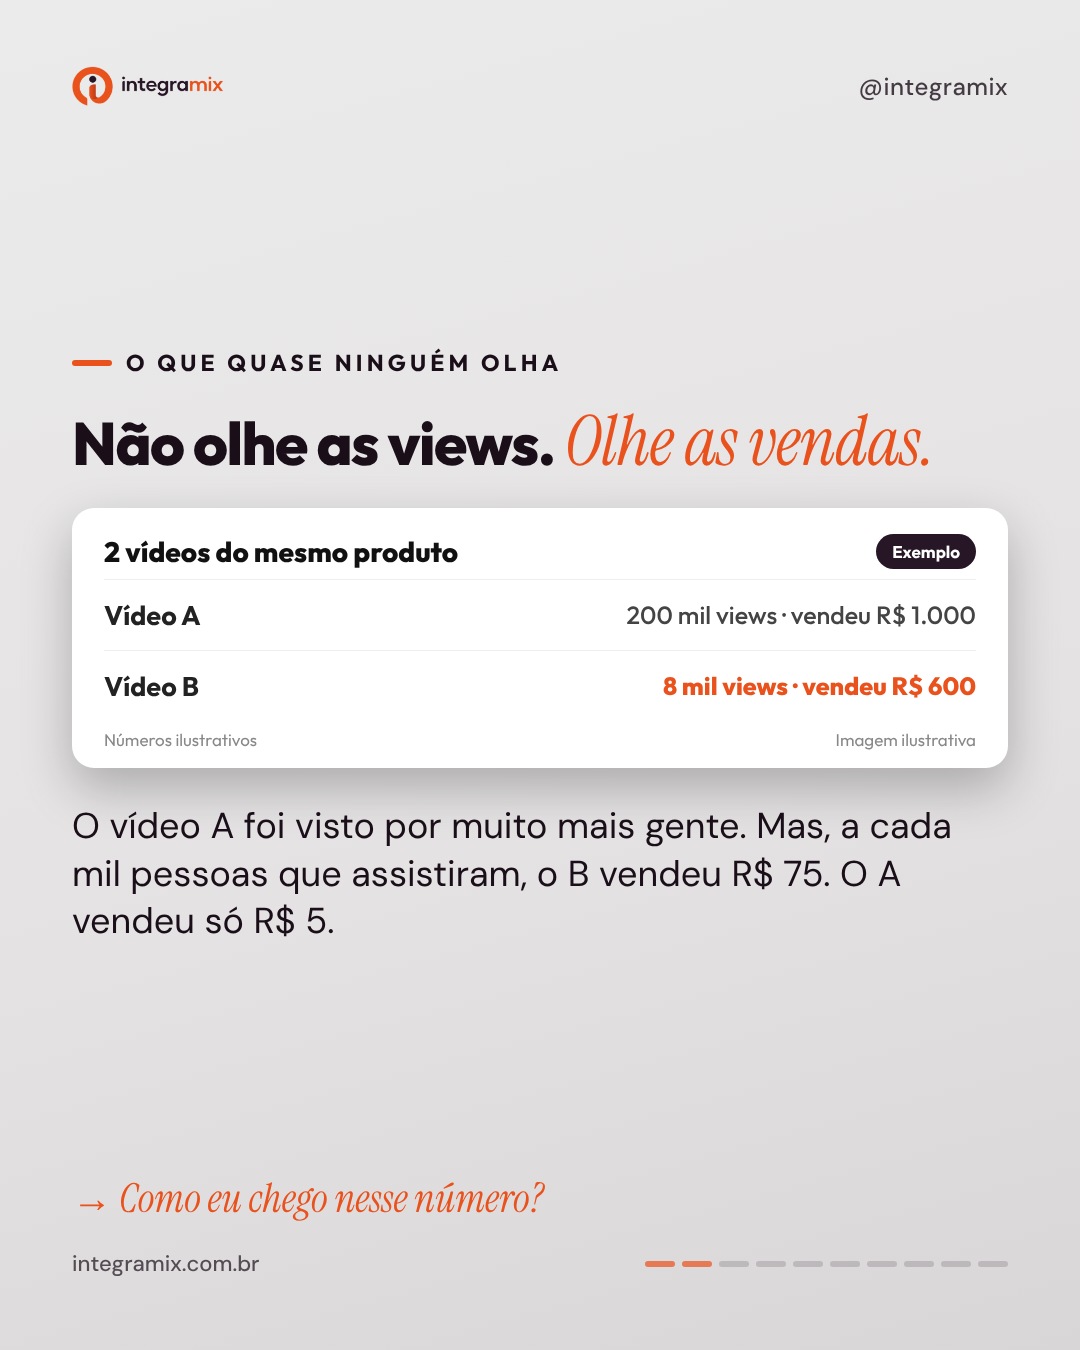 integramix
@integramix
O QUE QUASE NINGUÉM OLHA
Não olhe as views. Olhe as vendas.
2 vídeos do mesmo produto
Exemplo
Vídeo A
200 mil views · vendeu R$ 1.000
Vídeo B
8 mil views · vendeu R$ 600
Números ilustrativos
Imagem ilustrativa
O vídeo A foi visto por muito mais gente. Mas, a cada
mil pessoas que assistiram, o B vendeu R$ 75. O A
vendeu só R$ 5.
→ Como eu chego nesse número?
integramix.com.br